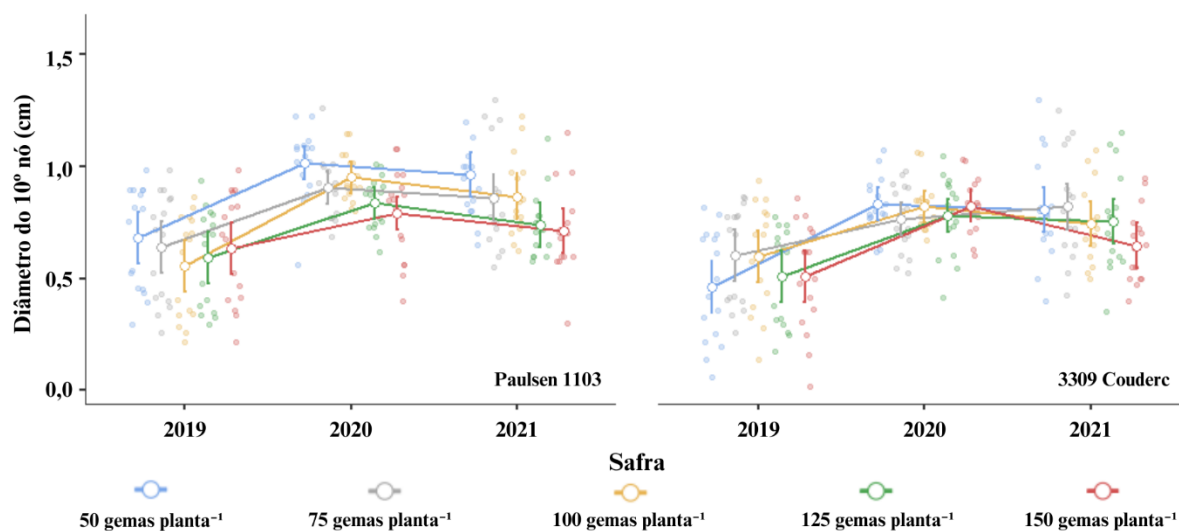 Diâmetro do 10º nó (cm)
1,5
1,0
0,5
0,0
Paulsen 1103
3309 Couderc
2019
2020
2021
2019
2020
2021
Safra
50 gemas planta⁻¹
75 gemas planta⁻¹
100 gemas planta⁻¹
125 gemas planta⁻¹
150 gemas planta⁻¹